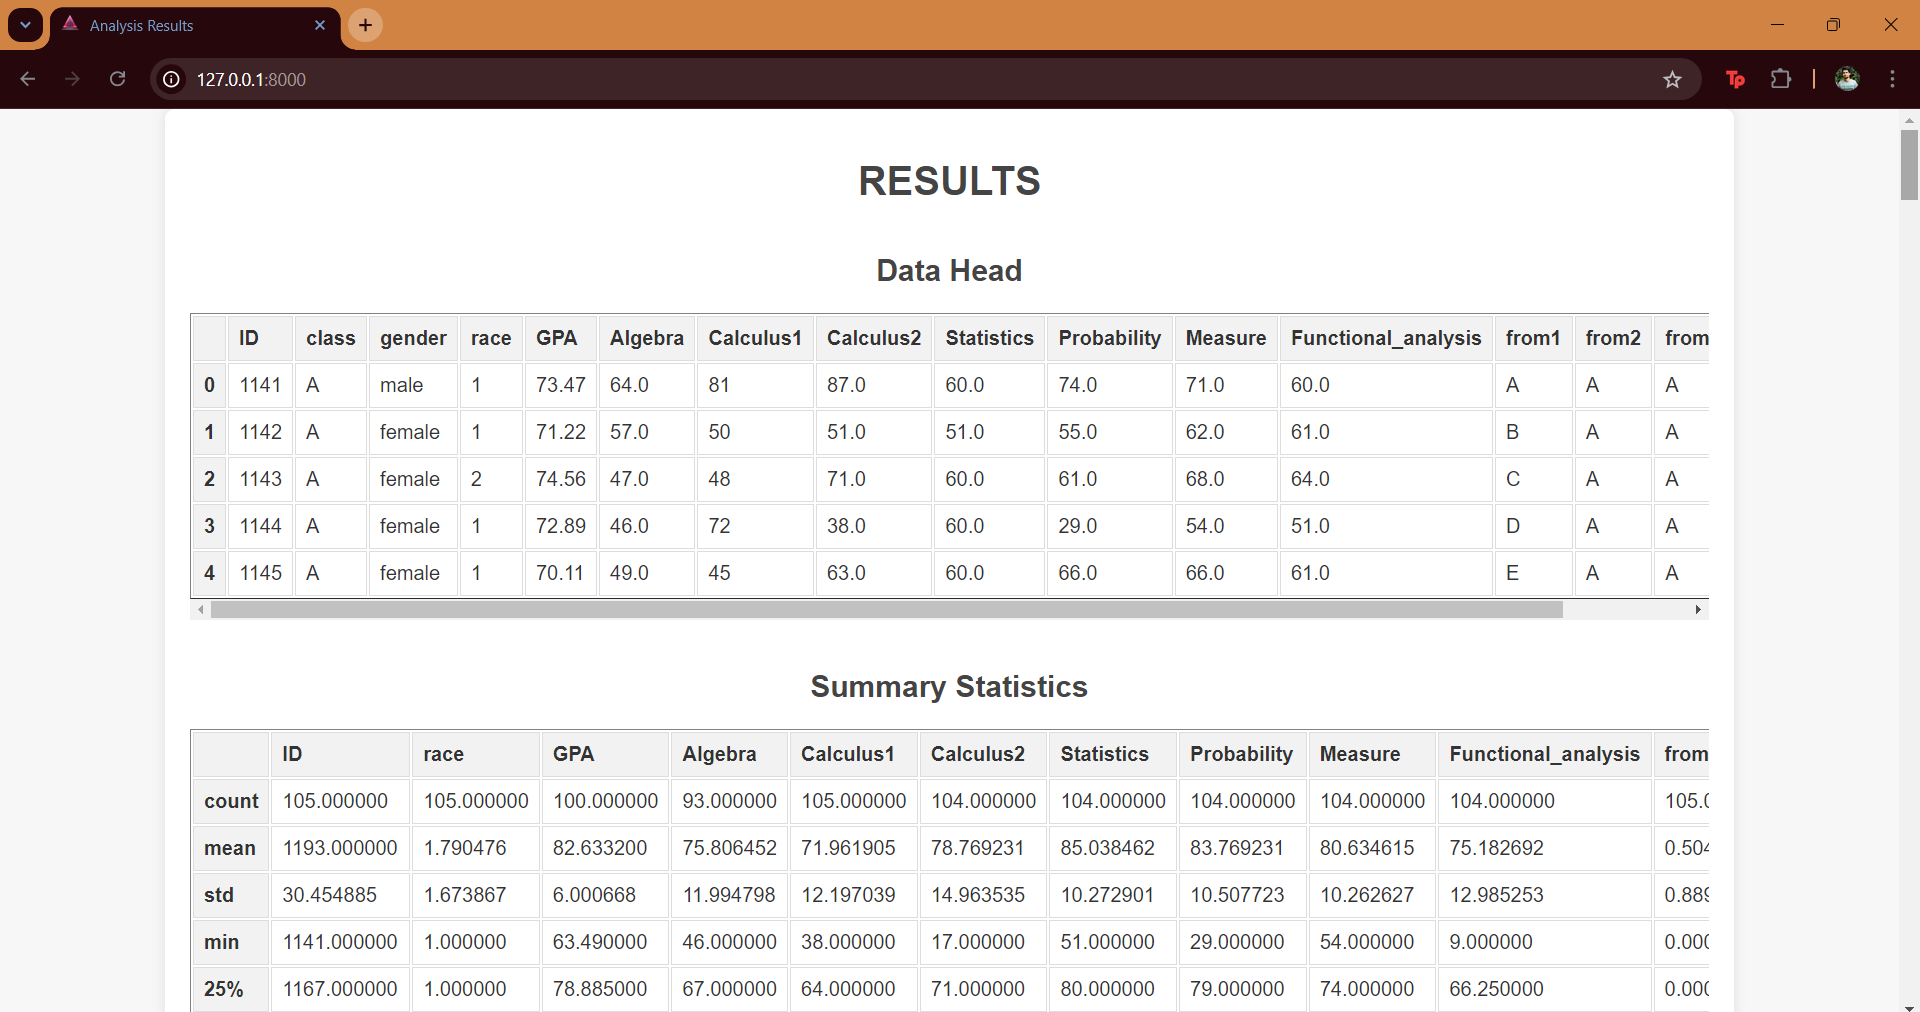 Analysis Results
127.0.0.1:8000
Tp
RESULTS
Data Head
ID class gender race GPA Algebra Calculus1 Calculus2 Statistics Probability Measure Functional_analysis from1 from2 from
0 1141 A male 1 73.47 64.0 81 87.0 60.0 74.0 71.0 60.0 A A A
1 1142 A female 1 71.22 57.0 50 51.0 51.0 55.0 62.0 61.0 B A A
2 1143 A female 2 74.56 47.0 48 71.0 60.0 61.0 68.0 64.0 C A A
3 1144 A female 1 72.89 46.0 72 38.0 60.0 29.0 54.0 51.0 D A A
4 1145 A female 1 70.11 49.0 45 63.0 60.0 66.0 66.0 61.0 E A A
Summary Statistics
ID race GPA Algebra Calculus1 Calculus2 Statistics Probability Measure Functional_analysis from
count 105.000000 105.000000 100.000000 93.000000 105.000000 104.000000 104.000000 104.000000 104.000000 104.000000 105.0
mean 1193.000000 1.790476 82.633200 75.806452 71.961905 78.769231 85.038462 83.769231 80.634615 75.182692 0.504
std 30.454885 1.673867 6.000668 11.994798 12.197039 14.963535 10.272901 10.507723 10.262627 12.985253 0.889
min 1141.000000 1.000000 63.490000 46.000000 38.000000 17.000000 51.000000 29.000000 54.000000 9.000000 0.000
25% 1167.000000 1.000000 78.885000 67.000000 64.000000 71.000000 80.000000 79.000000 74.000000 66.250000 0.000